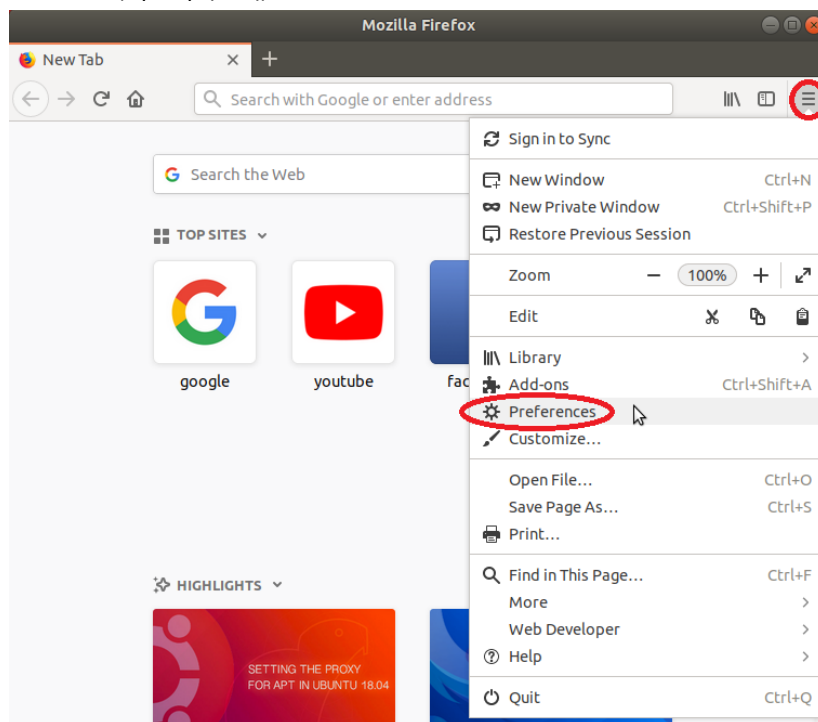 Mozilla Firefox
New Tab
Search with Google or enter address
Sign in to Sync
Search the Web
New Window Ctrl+N
New Private Window Ctrl+Shift+P
Restore Previous Session
TOP SITES
Zoom − 100% +
Edit
Library
google youtube fac
Add-ons Ctrl+Shift+A
Preferences
Customize...
Open File... Ctrl+O
Save Page As... Ctrl+S
Print...
Find in This Page... Ctrl+F
HIGHLIGHTS
More
Web Developer
Help
SETTING THE PROXY
FOR APT IN UBUNTU 18.04
Quit Ctrl+Q